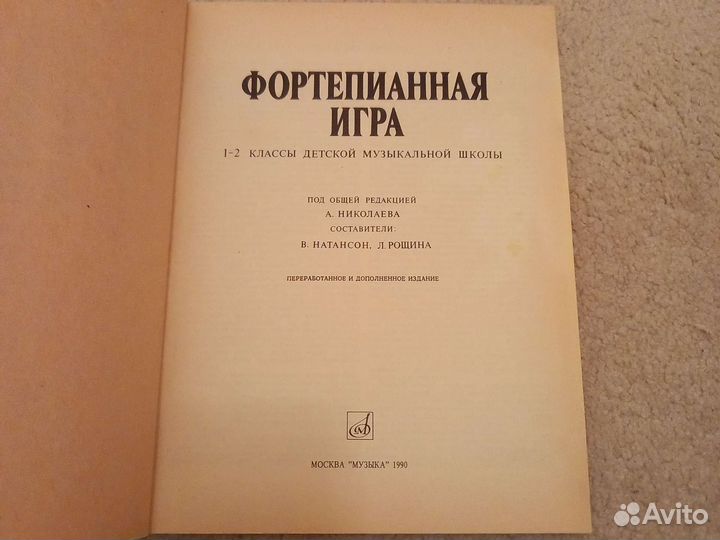 ФОРТЕПИАННАЯ
ИГРА
1-2 КЛАССЫ ДЕТСКОЙ МУЗЫКАЛЬНОЙ ШКОЛЫ
ПОД ОБЩЕЙ РЕДАКЦИЕЙ
А. НИКОЛАЕВА
СОСТАВИТЕЛИ:
В. НАТАНСОН, Л. РОЩИНА
ПЕРЕРАБОТАННОЕ И ДОПОЛНЕННОЕ ИЗДАНИЕ
МОСКВА "МУЗЫКА" 1990
Avito